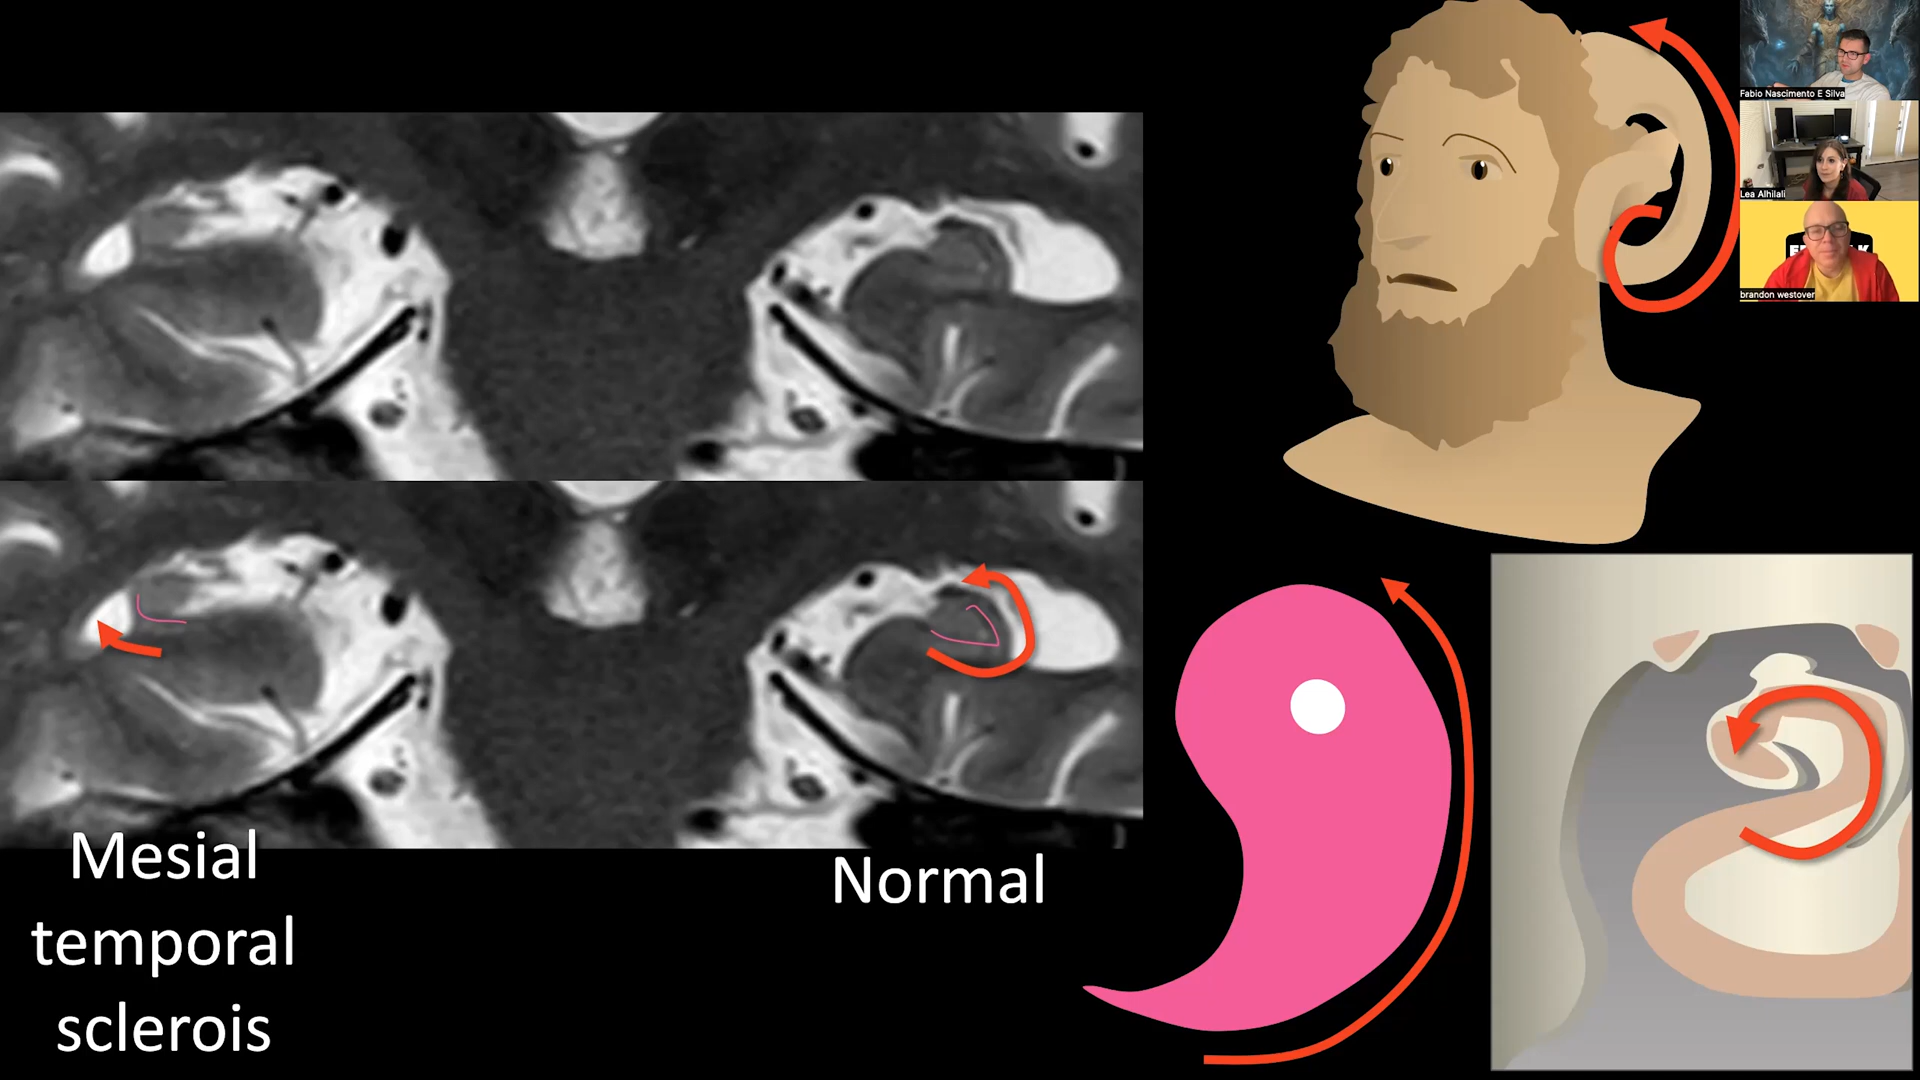 Fabio Nascimento E Silva
Lea Alhilali
brandon westover
Mesial
temporal
sclerois
Normal